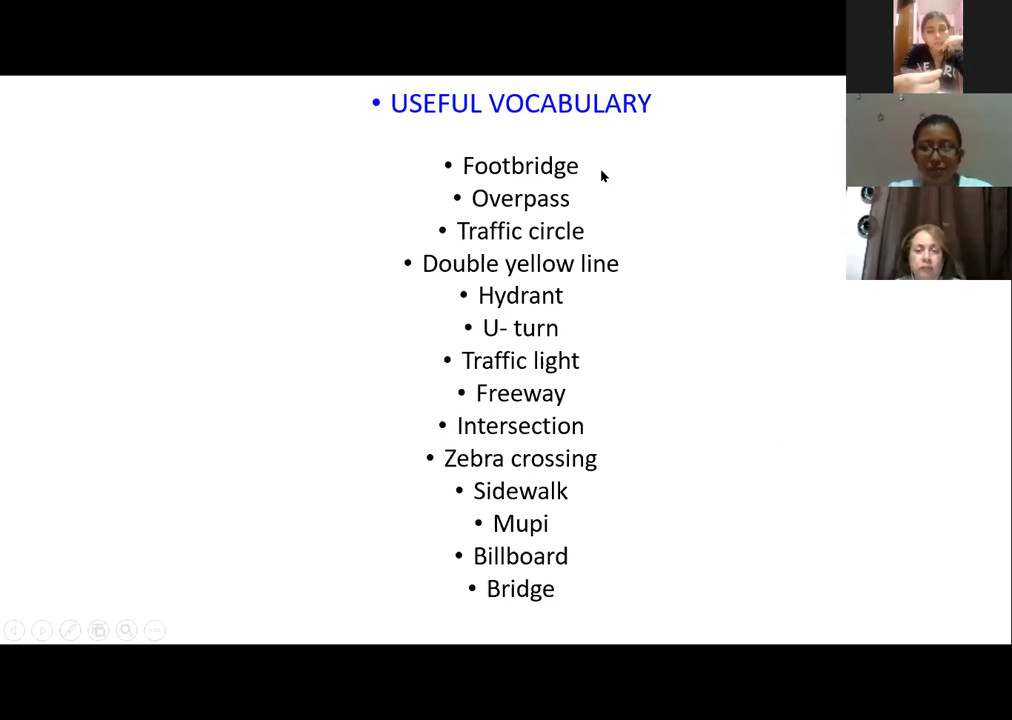 • USEFUL VOCABULARY
• Footbridge
• Overpass
• Traffic circle
• Double yellow line
• Hydrant
• U- turn
• Traffic light
• Freeway
• Intersection
• Zebra crossing
• Sidewalk
• Mupi
• Billboard
• Bridge